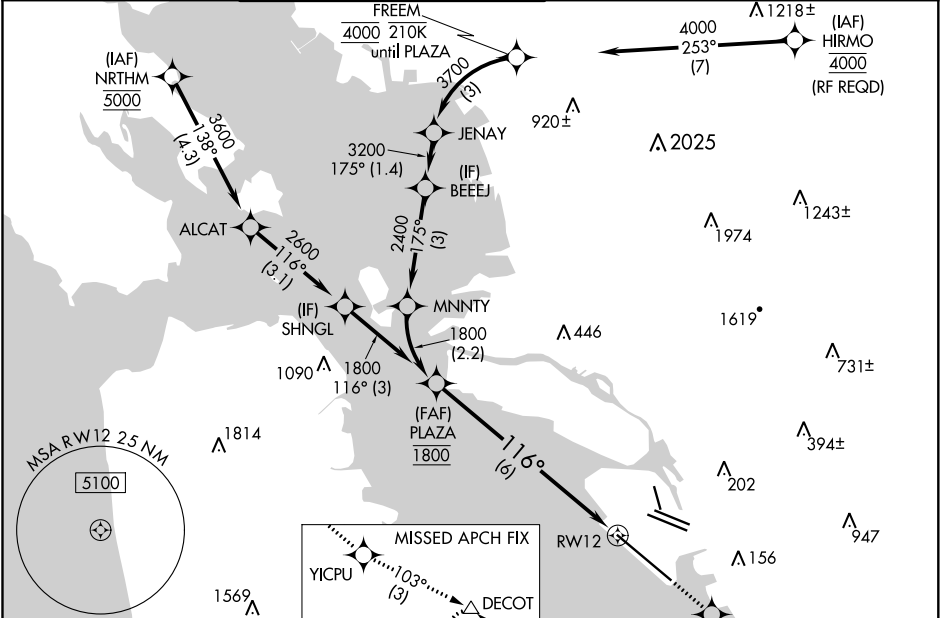 FREEM
4000 210K
until PLAZA
1218±
(IAF)
HIRMO
4000
(RF REQD)
4000
253°
(7)
(IAF)
NRTHM
5000
3600
138°
(4.3)
3700
(3)
920±
JENAY
2025
3200
175° (1.4)
(IF)
BEEEJ
1243±
1974
ALCAT
2600
116°
(3.1)
2400
175°
(3)
(IF)
SHNGL
MNNTY
1619
1800
(2.2)
446
731±
1090
1800
116° (3)
(FAF)
PLAZA
1800
394±
1814
116°
(6)
202
MSA RW12 25 NM
5100
947
RW12
156
MISSED APCH FIX
YICPU
103°
(3)
DECOT
1569